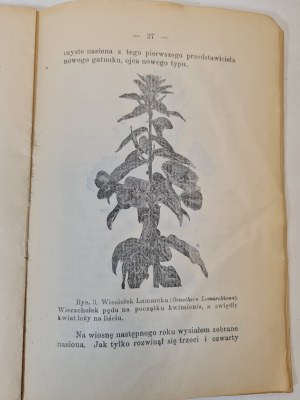 — 27 —
czyste nasiona z tego pierwszego przedstawiciela
nowego gatunku, ojca nowego typu.
Rys. 3. Wiesiołek Lamarcka (Oenothera Lamarckiana).
Wierzchołek pędu na początku kwitnienia, a zwiędły
kwiat leży na liściu.
Na wiosnę następnego roku wysiałem zebrane
nasiona. Jak tylko rozwinął się trzeci i czwarty